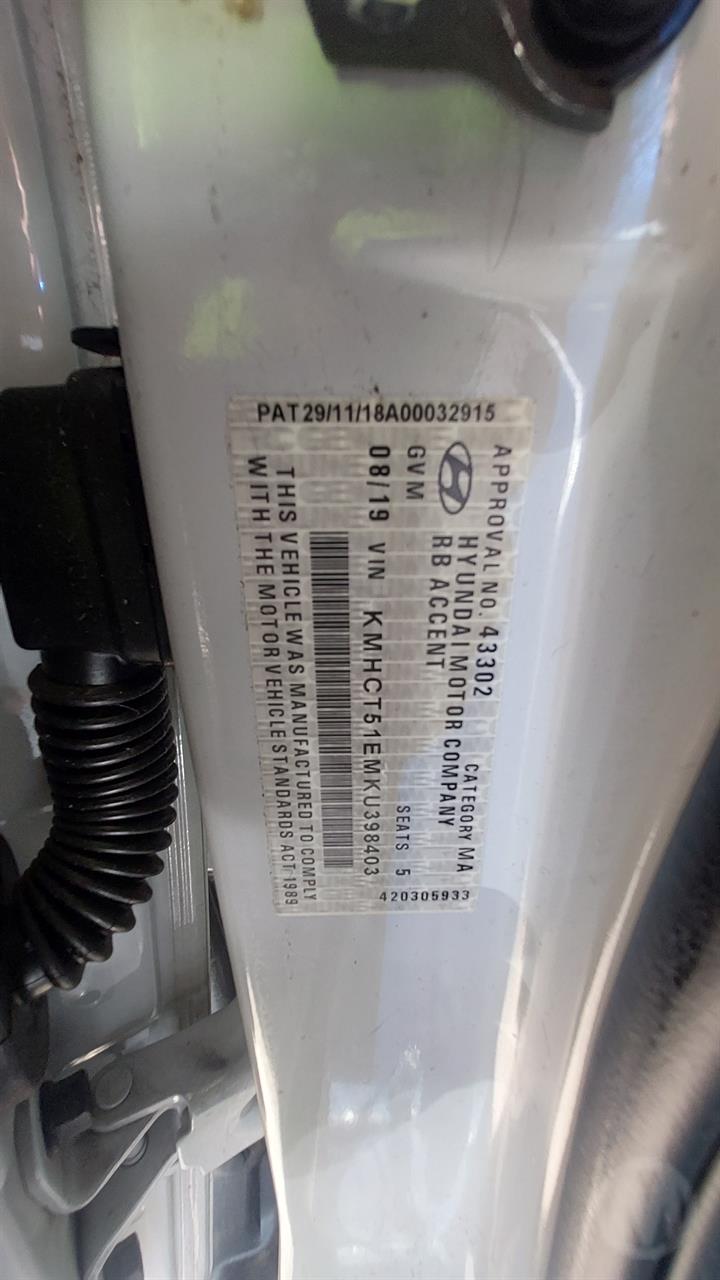 APPROVAL NO. 43302 CATEGORY MA
HYUNDAI MOTOR COMPANY
RB ACCENT
GVM SEATS 5
08/19 VIN KMHCT51EMKU398403
THIS VEHICLE WAS MANUFACTURED TO COMPLY
WITH THE MOTOR VEHICLE STANDARDS ACT 1989
PAT29/11/18A00032915
420305933